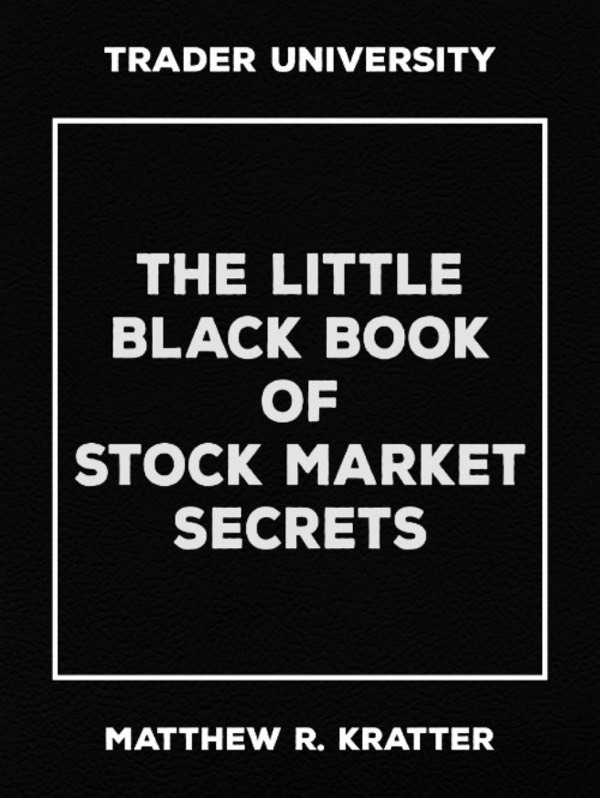 TRADER UNIVERSITY
THE LITTLE
BLACK BOOK
OF
STOCK MARKET
SECRETS
MATTHEW R. KRATTER